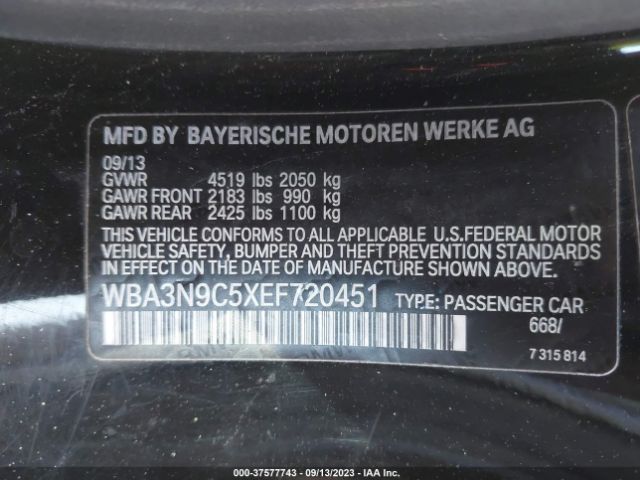 MFD BY BAYERISCHE MOTOREN WERKE AG
09/13
GVWR 4519 lbs 2050 kg
GAWR FRONT 2183 lbs 990 kg
GAWR REAR 2425 lbs 1100 kg
THIS VEHICLE CONFORMS TO ALL APPLICABLE U.S.FEDERAL MOTOR
VEHICLE SAFETY, BUMPER AND THEFT PREVENTION STANDARDS
IN EFFECT ON THE DATE OF MANUFACTURE SHOWN ABOVE.
WBA3N9C5XEF720451 TYPE: PASSENGER CAR
668/
7 315 814
000-37577743 - 09/13/2023 - IAA Inc.